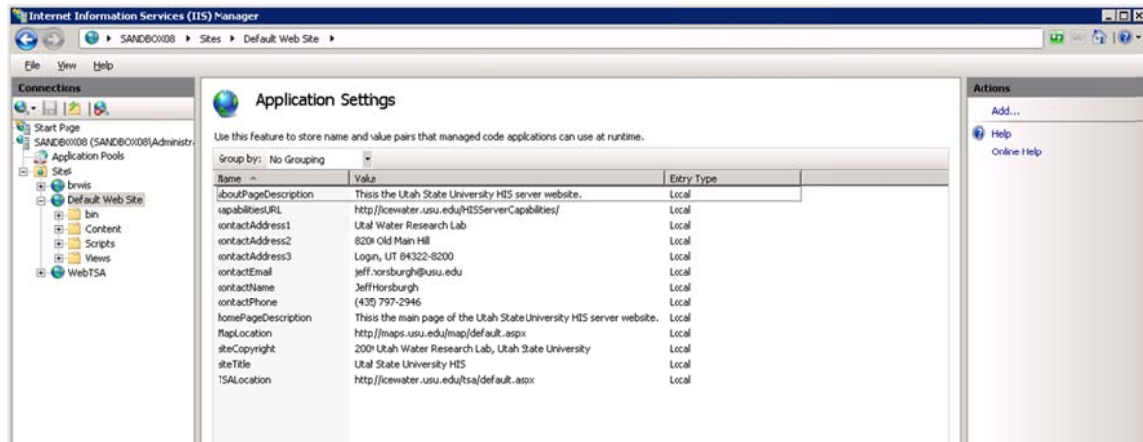 Internet Information Services (IIS) Manager
SANDBOX08 Sites Default Web Site
File View Help
Connections
Start Page
SANDBOX08 (SANDBOX08\Administr
Application Pools
Sites
brwis
Default Web Site
bin
Content
Scripts
Views
WebTSA
Application Settings
Use this feature to store name and value pairs that managed code applications can use at runtime.
Group by: No Grouping
Name Value Entry Type
aboutPageDescription This is the Utah State University HIS server website. Local
capabilitiesURL http://icewater.usu.edu/HISServerCapabilities/ Local
contactAddress1 Utah Water Research Lab Local
contactAddress2 8200 Old Main Hill Local
contactAddress3 Logan, UT 84322-8200 Local
contactEmail jeff.horsburgh@usu.edu Local
contactName Jeff Horsburgh Local
contactPhone (435) 797-2946 Local
homePageDescription This is the main page of the Utah State University HIS server website. Local
MapLocation http://maps.usu.edu/map/default.aspx Local
siteCopyright Utah Water Research Lab, Utah State University Local
siteTitle Utah State University HIS Local
TSALocation http://icewater.usu.edu/tsa/default.aspx Local
Actions
Add...
Help
Online Help